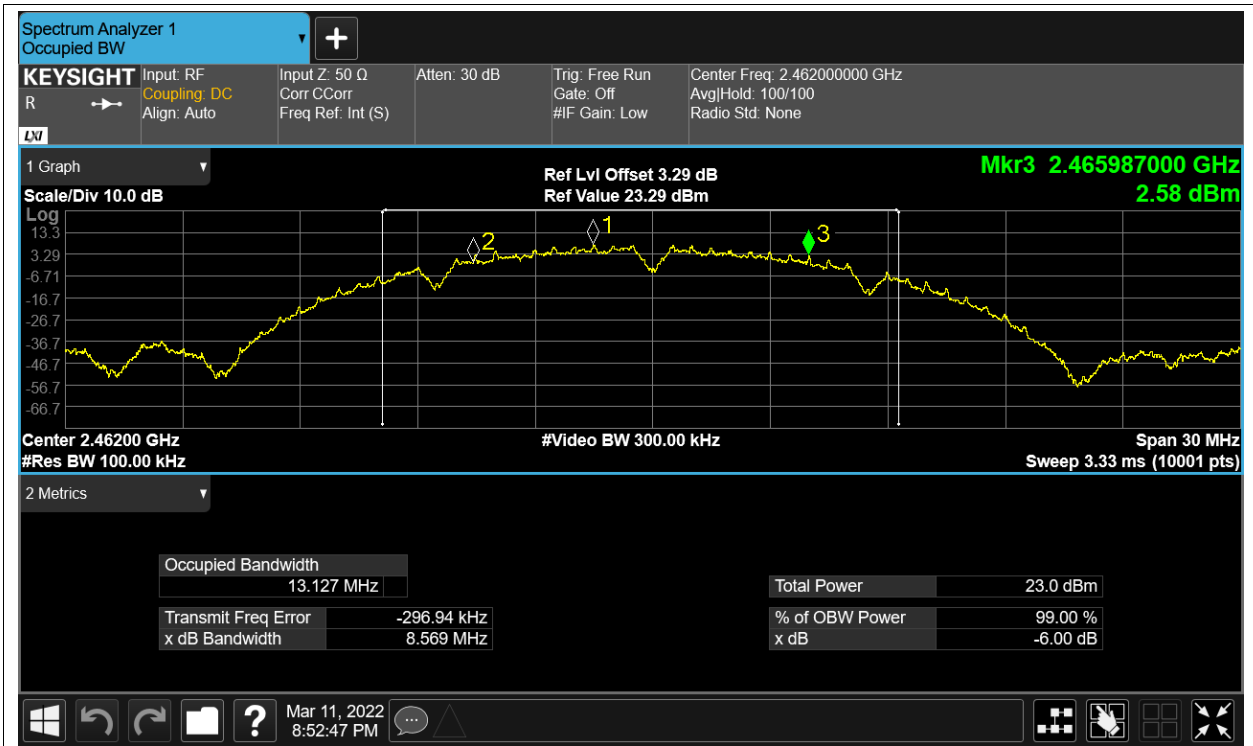 Spectrum Analyzer 1
Occupied BW
KEYSIGHT
R
LXI
Input: RF
Coupling: DC
Align: Auto
Input Z: 50 Ω
Corr CCorr
Freq Ref: Int (S)
Atten: 30 dB
Trig: Free Run
Gate: Off
#IF Gain: Low
Center Freq: 2.462000000 GHz
Avg|Hold: 100/100
Radio Std: None
1 Graph
Scale/Div 10.0 dB
Ref Lvl Offset 3.29 dB
Ref Value 23.29 dBm
Mkr3 2.465987000 GHz
2.58 dBm
Log
13.3
3.29
-6.71
-16.7
-26.7
-36.7
-46.7
-56.7
-66.7
2
1
3
Center 2.46200 GHz
#Res BW 100.00 kHz
#Video BW 300.00 kHz
Span 30 MHz
Sweep 3.33 ms (10001 pts)
2 Metrics
Occupied Bandwidth
13.127 MHz
Transmit Freq Error -296.94 kHz
x dB Bandwidth 8.569 MHz
Total Power 23.0 dBm
% of OBW Power 99.00 %
x dB -6.00 dB
?
Mar 11, 2022
8:52:47 PM